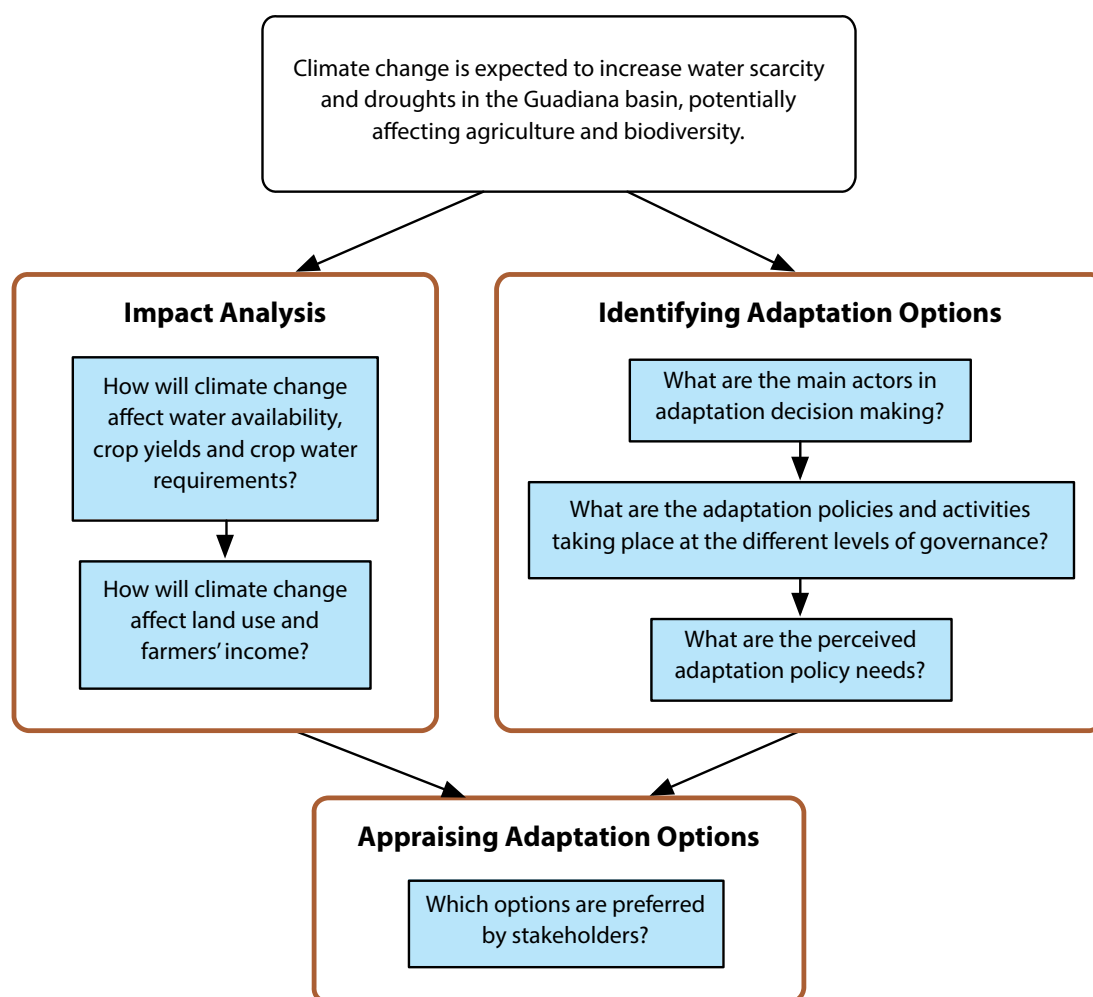 Climate change is expected to increase water scarcity
and droughts in the Guadiana basin, potentially
affecting agriculture and biodiversity.
Impact Analysis
How will climate change
affect water availability,
crop yields and crop water
requirements?
How will climate change
affect land use and
farmers’ income?
Identifying Adaptation Options
What are the main actors in
adaptation decision making?
What are the adaptation policies and activities
taking place at the different levels of governance?
What are the perceived
adaptation policy needs?
Appraising Adaptation Options
Which options are preferred
by stakeholders?